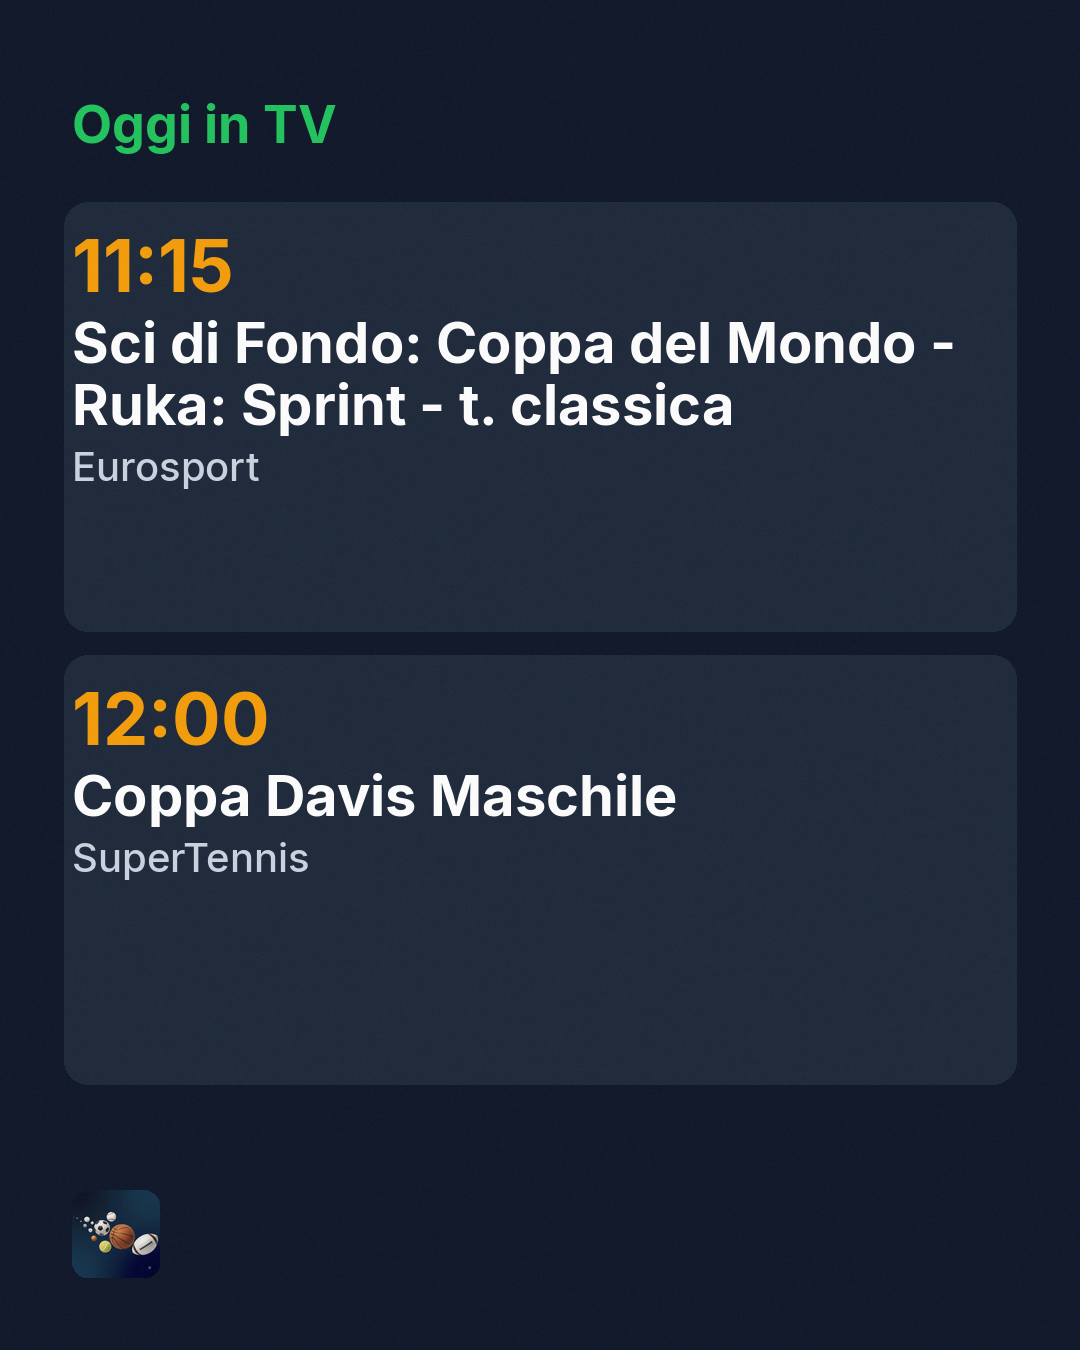 Oggi in TV
11:15
Sci di Fondo: Coppa del Mondo -
Ruka: Sprint - t. classica
Eurosport
12:00
Coppa Davis Maschile
SuperTennis